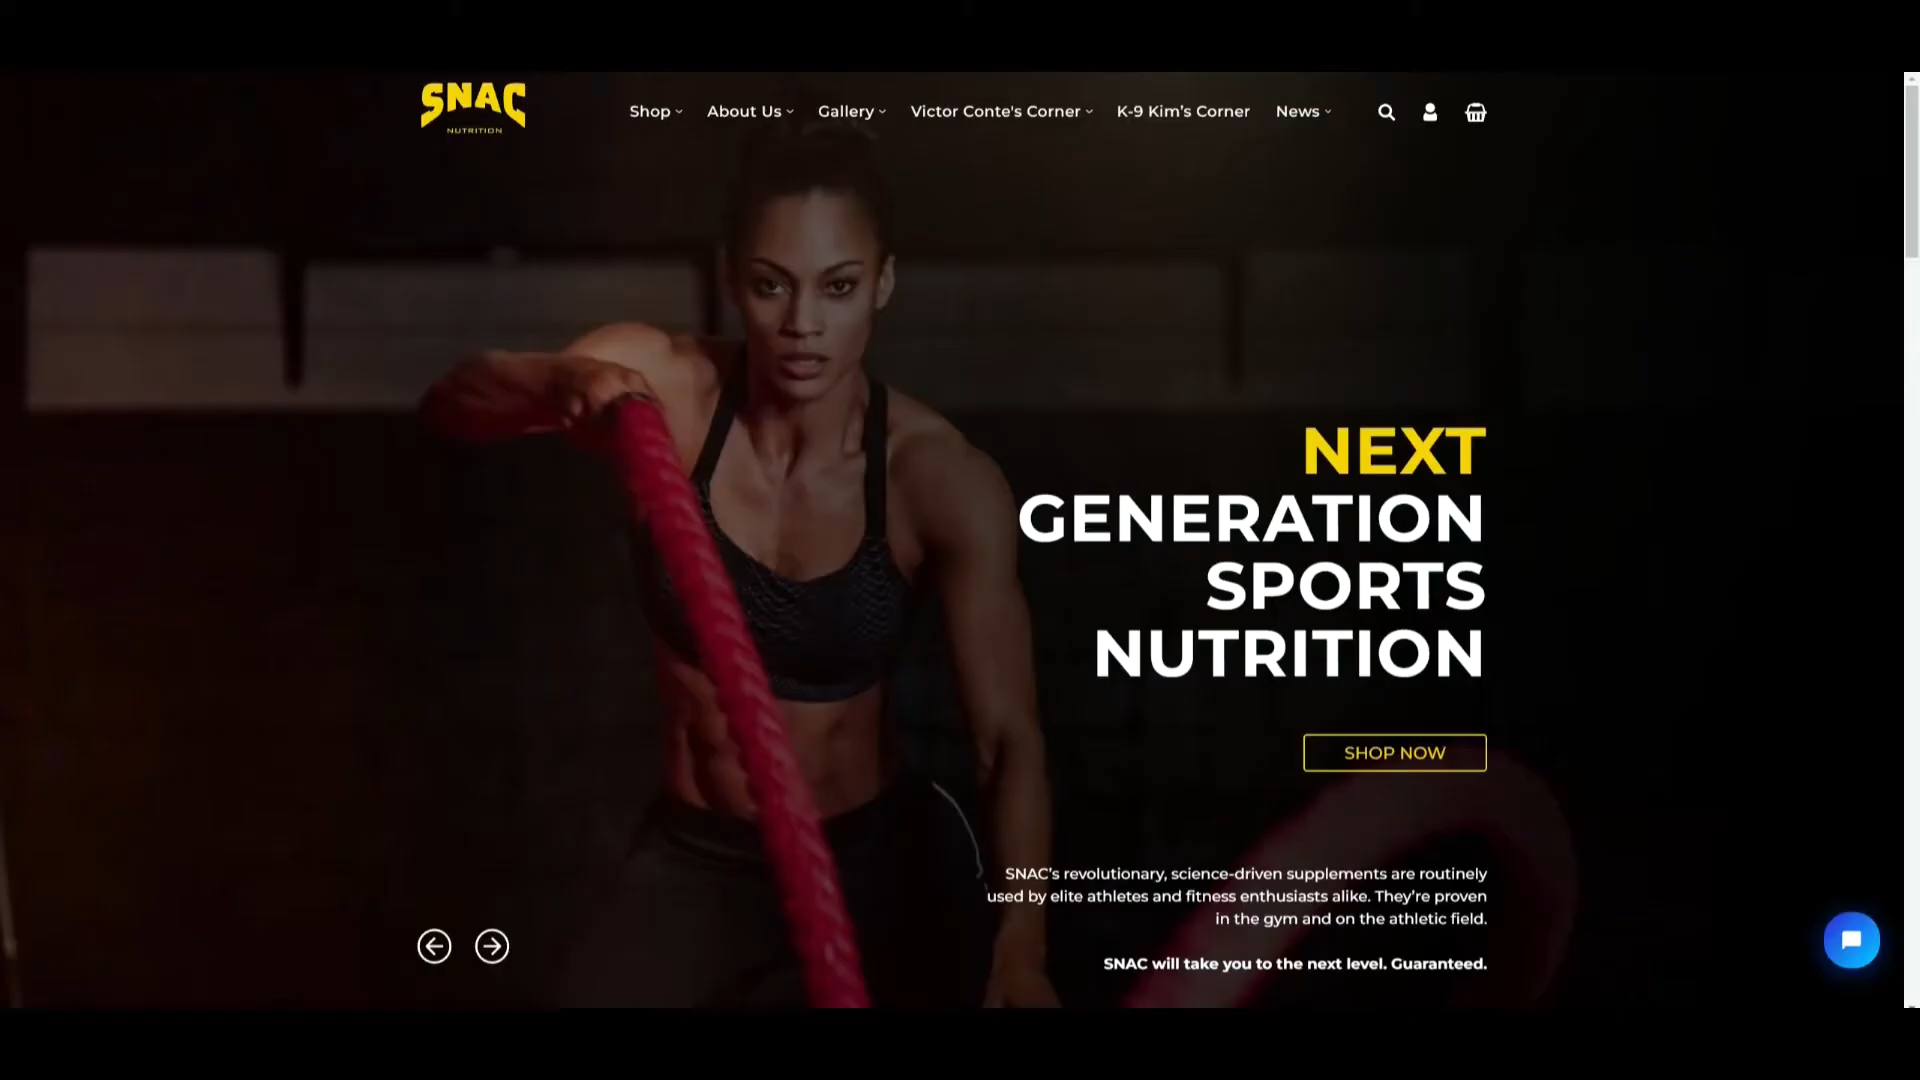 SNAC
NUTRITION
Shop
About Us
Gallery
Victor Conte's Corner
K-9 Kim’s Corner
News
NEXT
GENERATION
SPORTS
NUTRITION
SHOP NOW
SNAC’s revolutionary, science-driven supplements are routinely
used by elite athletes and fitness enthusiasts alike. They’re proven
in the gym and on the athletic field.
SNAC will take you to the next level. Guaranteed.